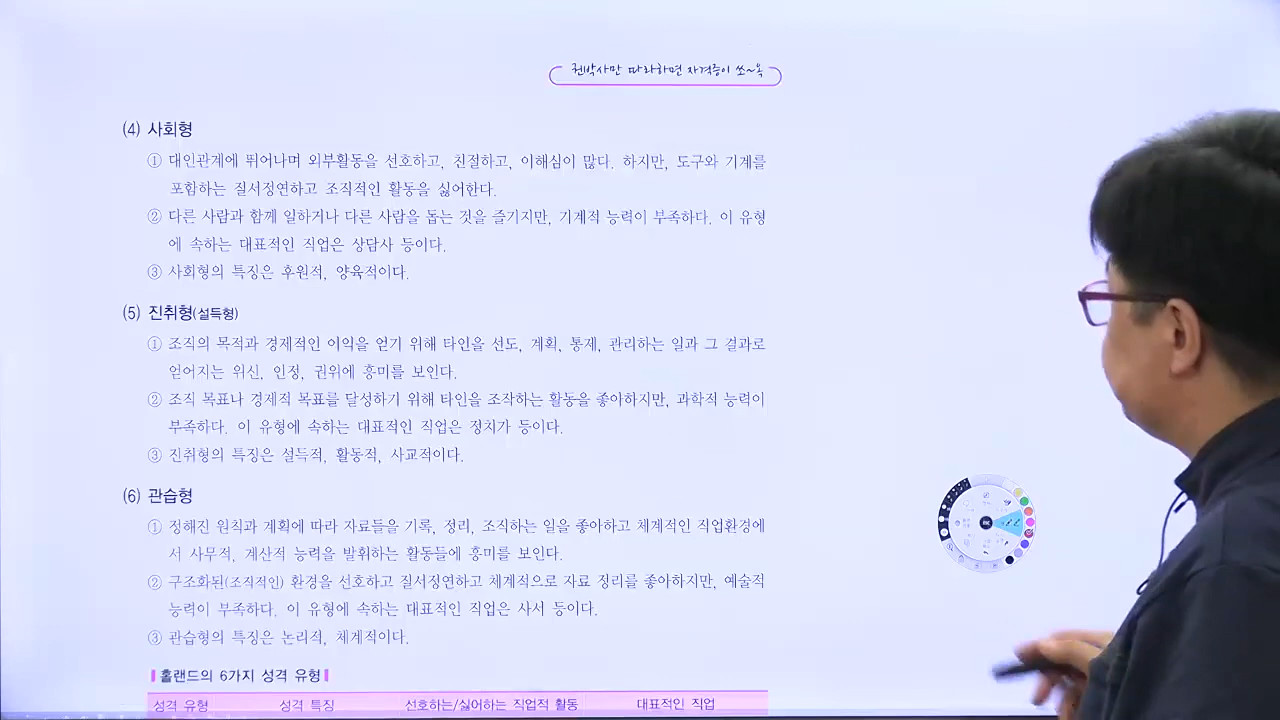 권박사만 따라하면 자격증이 쏘~옥
(4) 사회형
① 대인관계에 뛰어나며 외부활동을 선호하고, 친절하고, 이해심이 많다. 하지만, 도구와 기계를
포함하는 질서정연하고 조직적인 활동을 싫어한다.
② 다른 사람과 함께 일하거나 다른 사람을 돕는 것을 즐기지만, 기계적 능력이 부족하다. 이 유형
에 속하는 대표적인 직업은 상담사 등이다.
③ 사회형의 특징은 후원적, 양육적이다.
(5) 진취형(설득형)
① 조직의 목적과 경제적인 이익을 얻기 위해 타인을 선도, 계획, 통제, 관리하는 일과 그 결과로
얻어지는 위신, 인정, 권위에 흥미를 보인다.
② 조직 목표나 경제적 목표를 달성하기 위해 타인을 조작하는 활동을 좋아하지만, 과학적 능력이
부족하다. 이 유형에 속하는 대표적인 직업은 정치가 등이다.
③ 진취형의 특징은 설득적, 활동적, 사교적이다.
(6) 관습형
① 정해진 원칙과 계획에 따라 자료들을 기록, 정리, 조직하는 일을 좋아하고 체계적인 직업환경에
서 사무적, 계산적 능력을 발휘하는 활동들에 흥미를 보인다.
② 구조화된(조직적인) 환경을 선호하고 질서정연하고 체계적으로 자료 정리를 좋아하지만, 예술적
능력이 부족하다. 이 유형에 속하는 대표적인 직업은 사서 등이다.
③ 관습형의 특징은 논리적, 체계적이다.
홀랜드의 6가지 성격 유형
성격 유형 성격 특징 선호하는/싫어하는 직업적 활동 대표적인 직업